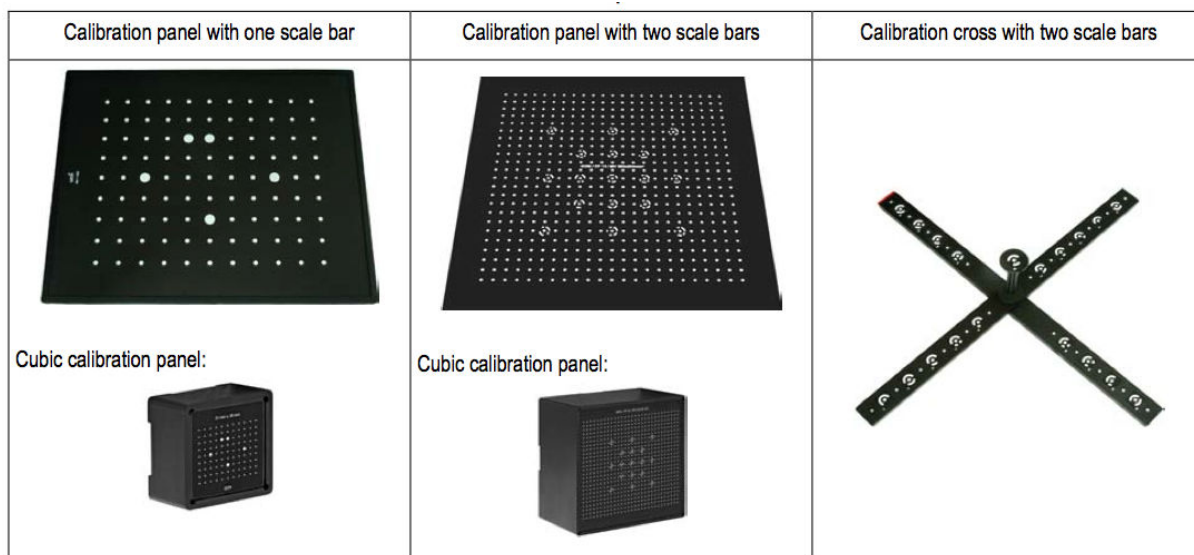 Calibration panel with one scale bar
Calibration panel with two scale bars
Calibration cross with two scale bars
Cubic calibration panel:
Cubic calibration panel: